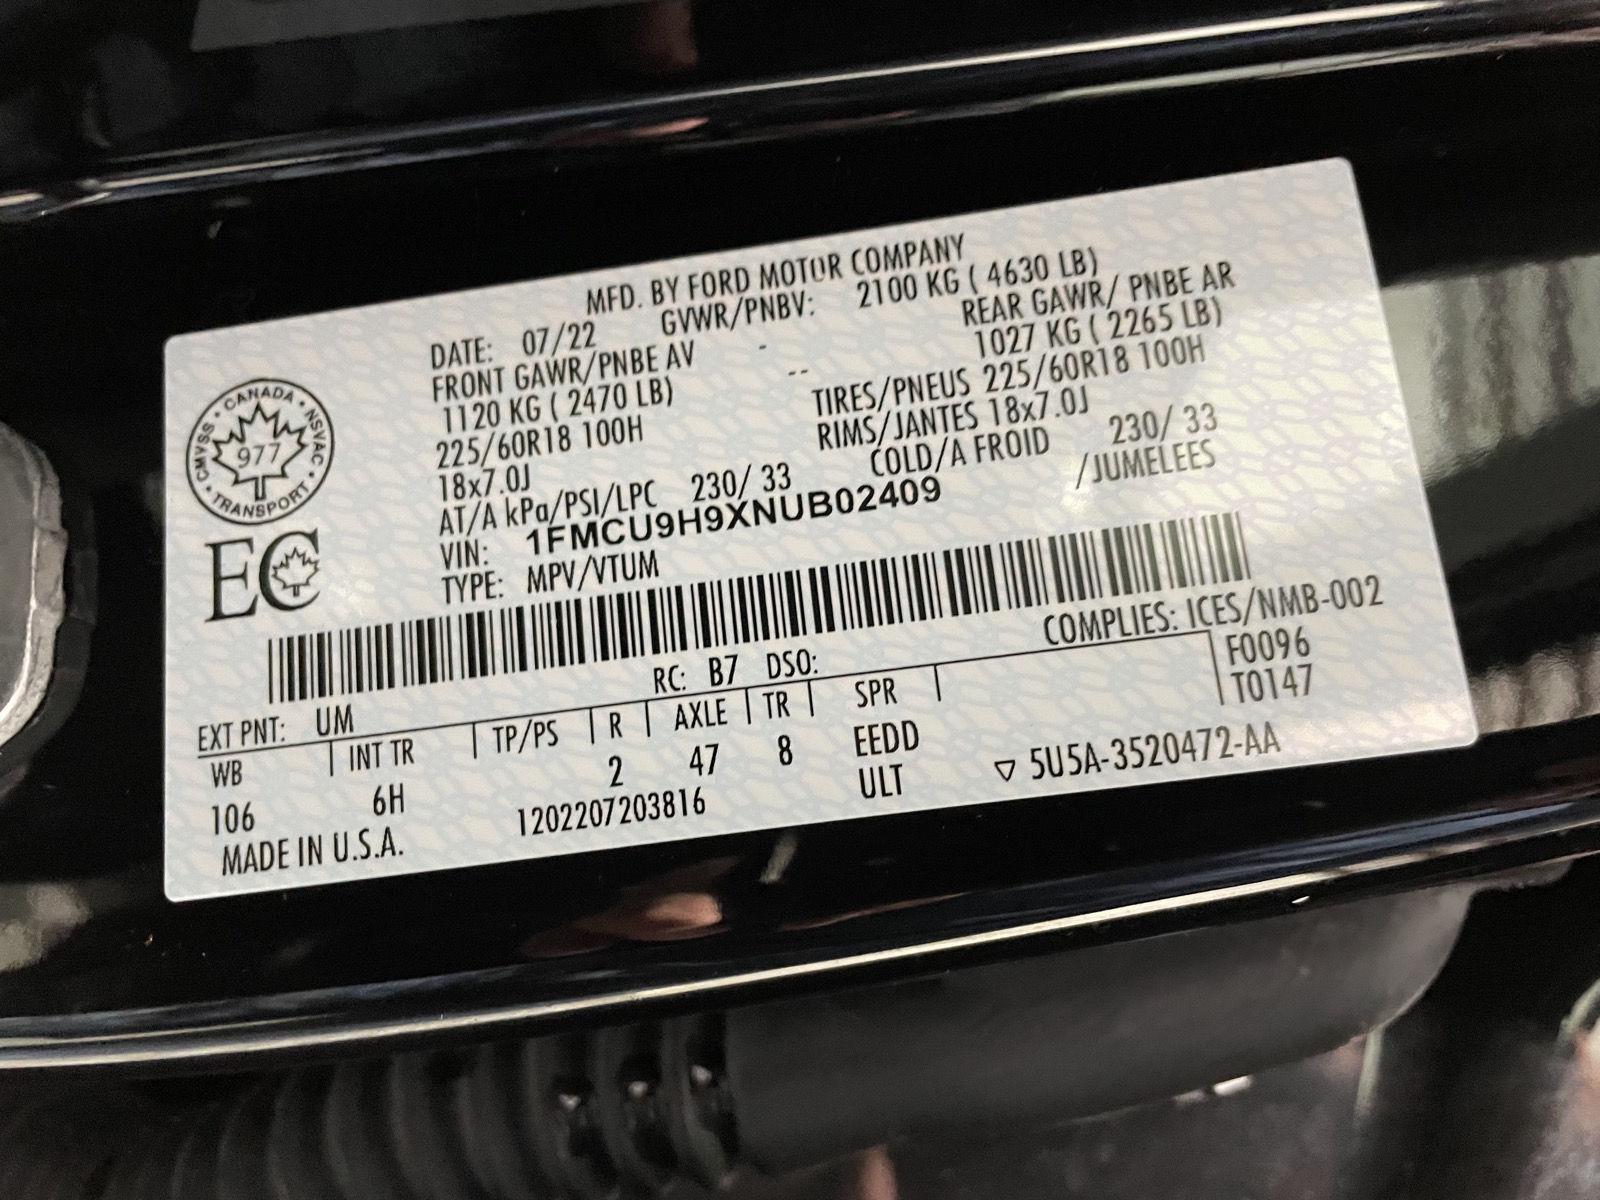 MFD. BY FORD MOTOR COMPANY
DATE: 07/22 GVWR/PNBV: 2100 KG ( 4630 LB)
FRONT GAWR/PNBE AV - REAR GAWR/ PNBE AR
1120 KG ( 2470 LB) -- 1027 KG ( 2265 LB)
225/60R18 100H TIRES/PNEUS 225/60R18 100H
18x7.0J RIMS/JANTES 18x7.0J
AT/A kPa/PSI/LPC 230/ 33 COLD/A FROID 230/ 33
VIN: 1FMCU9H9XNUB02409 /JUMELEES
TYPE: MPV/VTUM
CANADA • NSVAC • TRANSPORT • CMVSS •
977
EC
COMPLIES: ICES/NMB-002
EXT PNT: UM RC: B7 DSO: F0096
WB INT TR TP/PS R AXLE TR SPR T0147
106 6H 2 47 8 EEDD
MADE IN U.S.A. 1202207203816 ULT ▽ 5U5A-3520472-AA